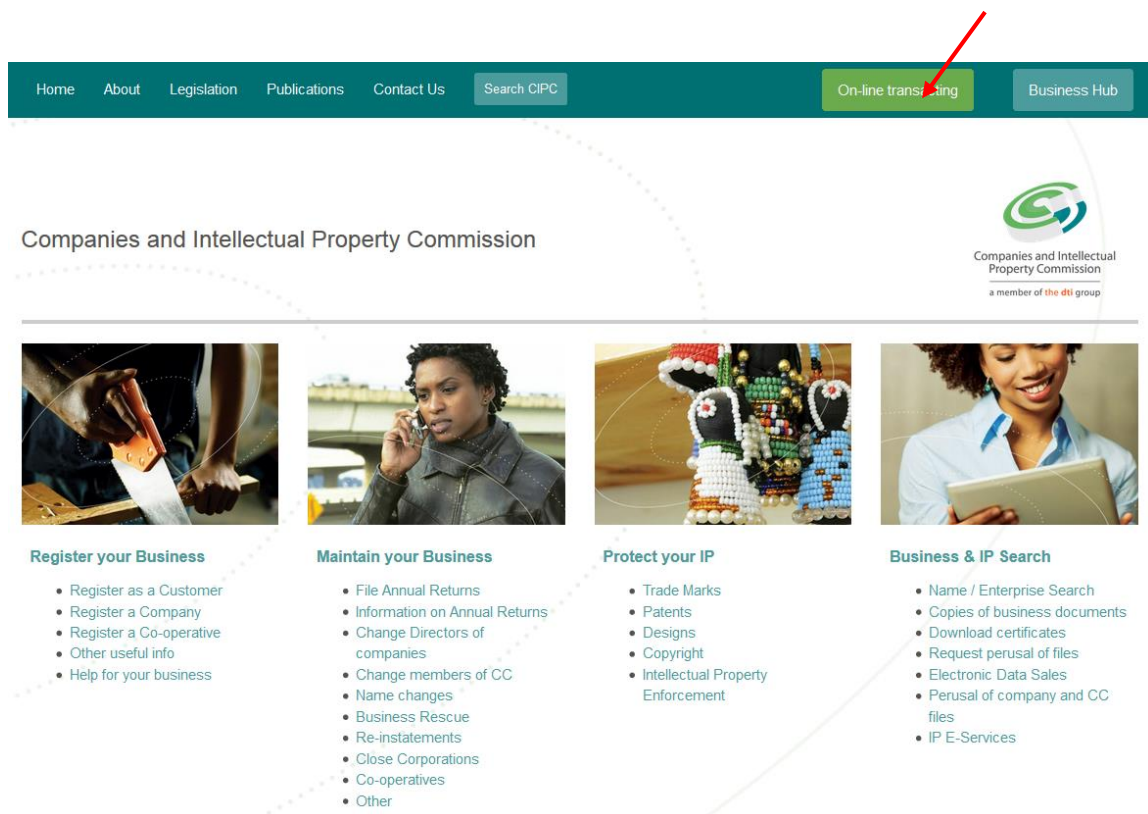 Home About Legislation Publications Contact Us Search CIPC On-line transacting Business Hub
Companies and Intellectual Property Commission
Companies and Intellectual
Property Commission
a member of the dti group
Register your Business
Register as a Customer
Register a Company
Register a Co-operative
Other useful info
Help for your business
Maintain your Business
File Annual Returns
Information on Annual Returns
Change Directors of
companies
Change members of CC
Name changes
Business Rescue
Re-instatements
Close Corporations
Co-operatives
Other
Protect your IP
Trade Marks
Patents
Designs
Copyright
Intellectual Property
Enforcement
Business & IP Search
Name / Enterprise Search
Copies of business documents
Download certificates
Request perusal of files
Electronic Data Sales
Perusal of company and CC
files
IP E-Services